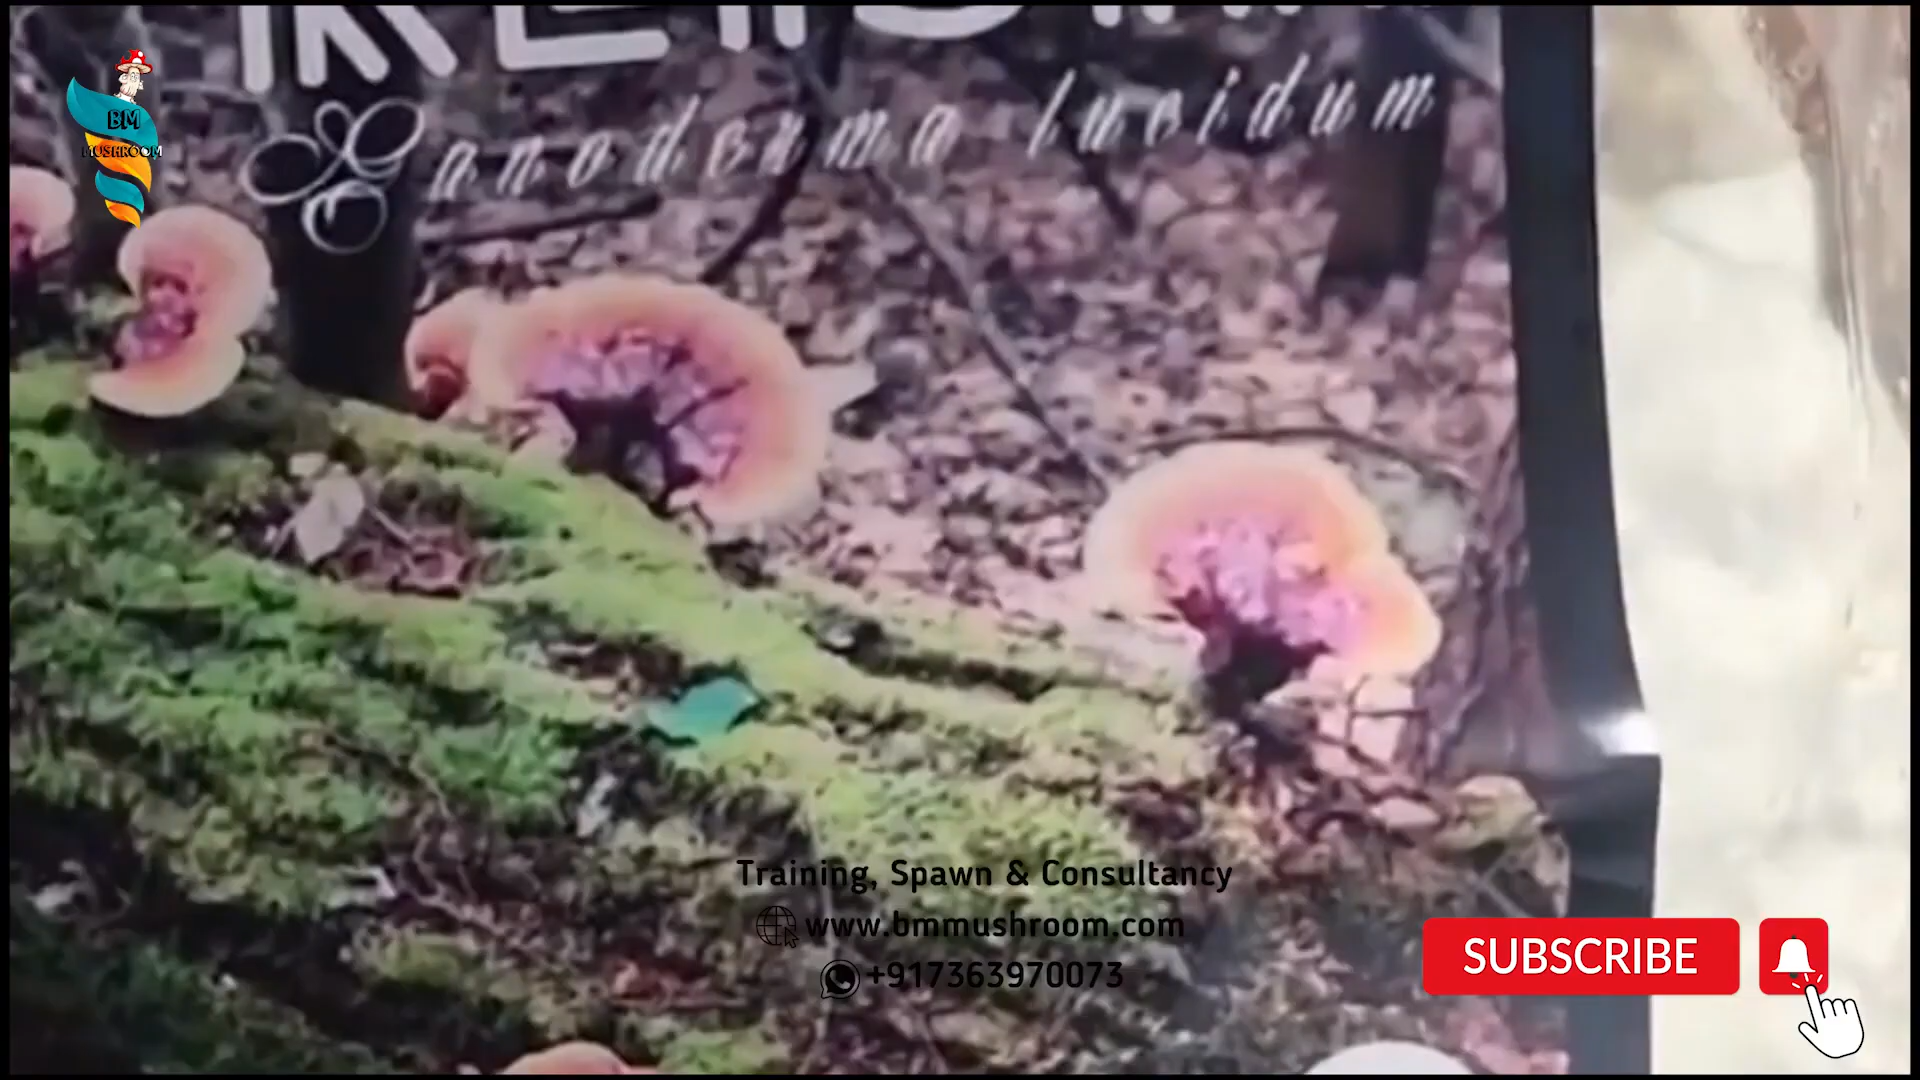 Ganoderma lucidum
BM
MUSHROOM
Training, Spawn & Consultancy
www.bmmushroom.com
+917363970073
SUBSCRIBE